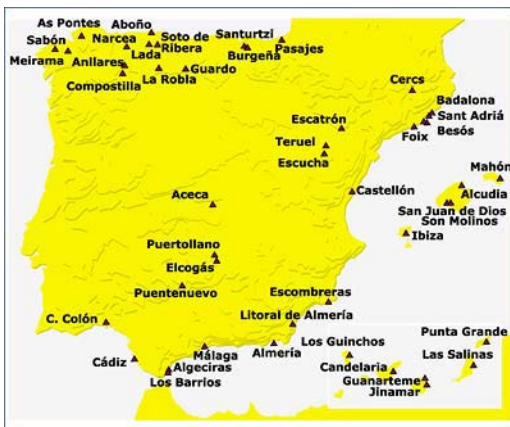 As Pontes
Aboño
Sabón
Narcea
Soto de
Ribera
Santurtzi
Meirama
Anllares
Lada
Burgeña
Pasajes
Compostilla
La Robla
Guardo
Cercs
Badalona
Sant Adriá
Besós
Foix
Escatrón
Teruel
Escucha
Mahón
Alcudia
San Juan de Dios
Son Molinos
Ibiza
Castellón
Aceca
Puertollano
Elcogás
Puentenuevo
Escombreras
Litoral de Almería
C. Colón
Cádiz
Málaga
Algeciras
Los Barrios
Almería
Los Guinchos
Punta Grande
Candelaria
Las Salinas
Guanarteme
Jinamar